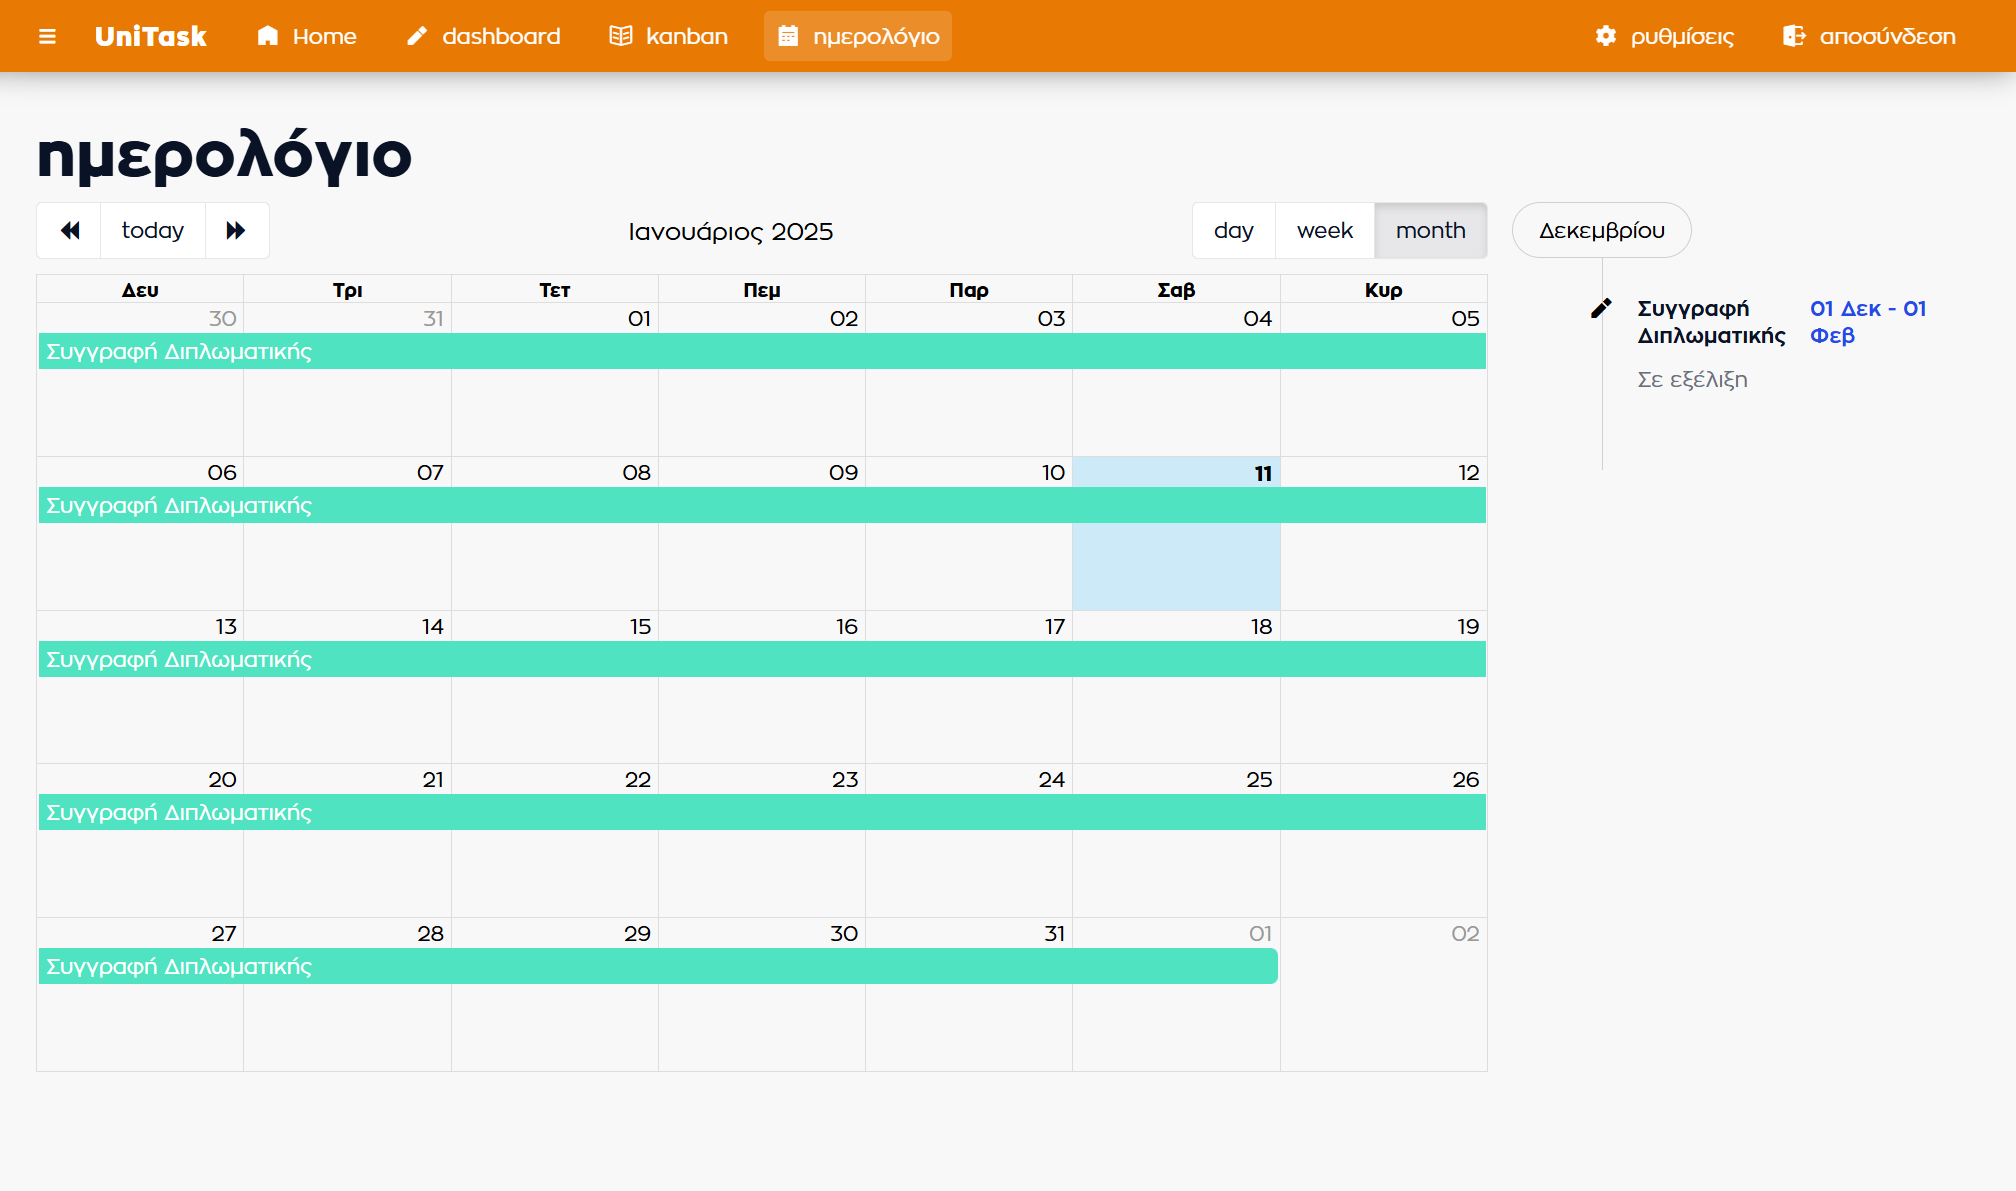 UniTask Home dashboard kanban ημερολόγιο ρυθμίσεις αποσύνδεση
ημερολόγιο
today Ιανουάριος 2025 day week month
Δευ Τρι Τετ Πεμ Παρ Σαβ Κυρ
30 31 01 02 03 04 05
Συγγραφή Διπλωματικής
06 07 08 09 10 11 12
Συγγραφή Διπλωματικής
13 14 15 16 17 18 19
Συγγραφή Διπλωματικής
20 21 22 23 24 25 26
Συγγραφή Διπλωματικής
27 28 29 30 31 01 02
Συγγραφή Διπλωματικής
Δεκεμβρίου
Συγγραφή
Διπλωματικής
01 Δεκ - 01
Φεβ
Σε εξέλιξη